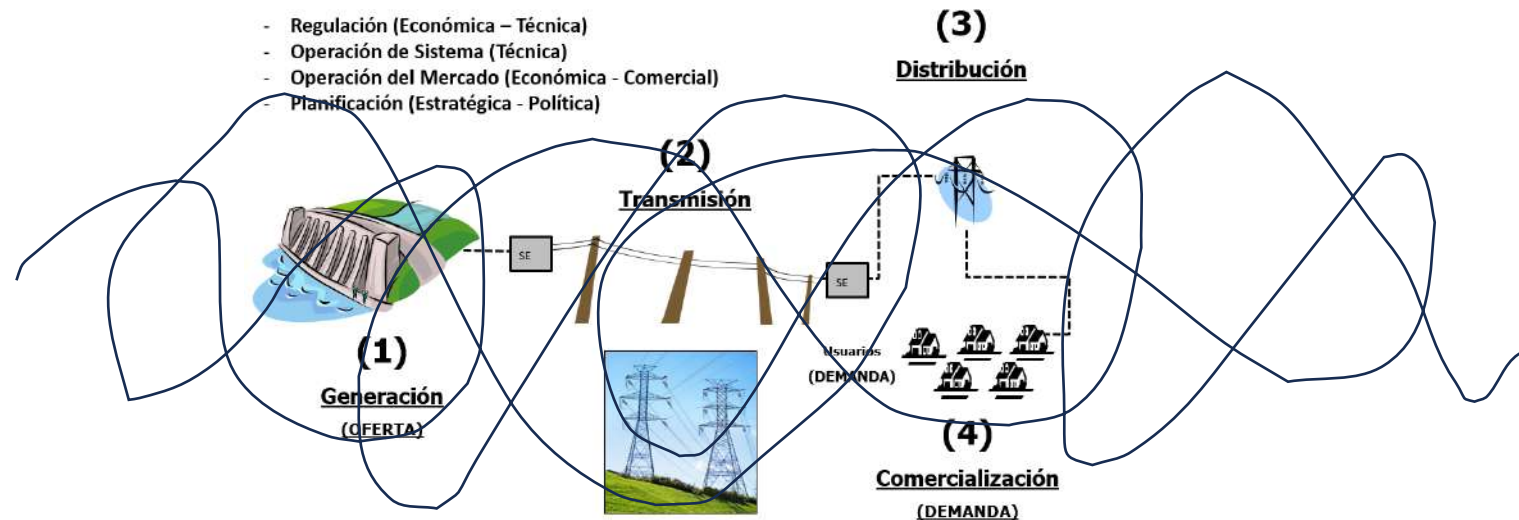 - Regulación (Económica – Técnica)
- Operación de Sistema (Técnica)
- Operación del Mercado (Económica - Comercial)
- Planificación (Estratégica - Política)
(3)
Distribución
(2)
Transmisión
SE
SE
(1)
Generación
(OFERTA)
Usuarios
(DEMANDA)
(4)
Comercialización
(DEMANDA)